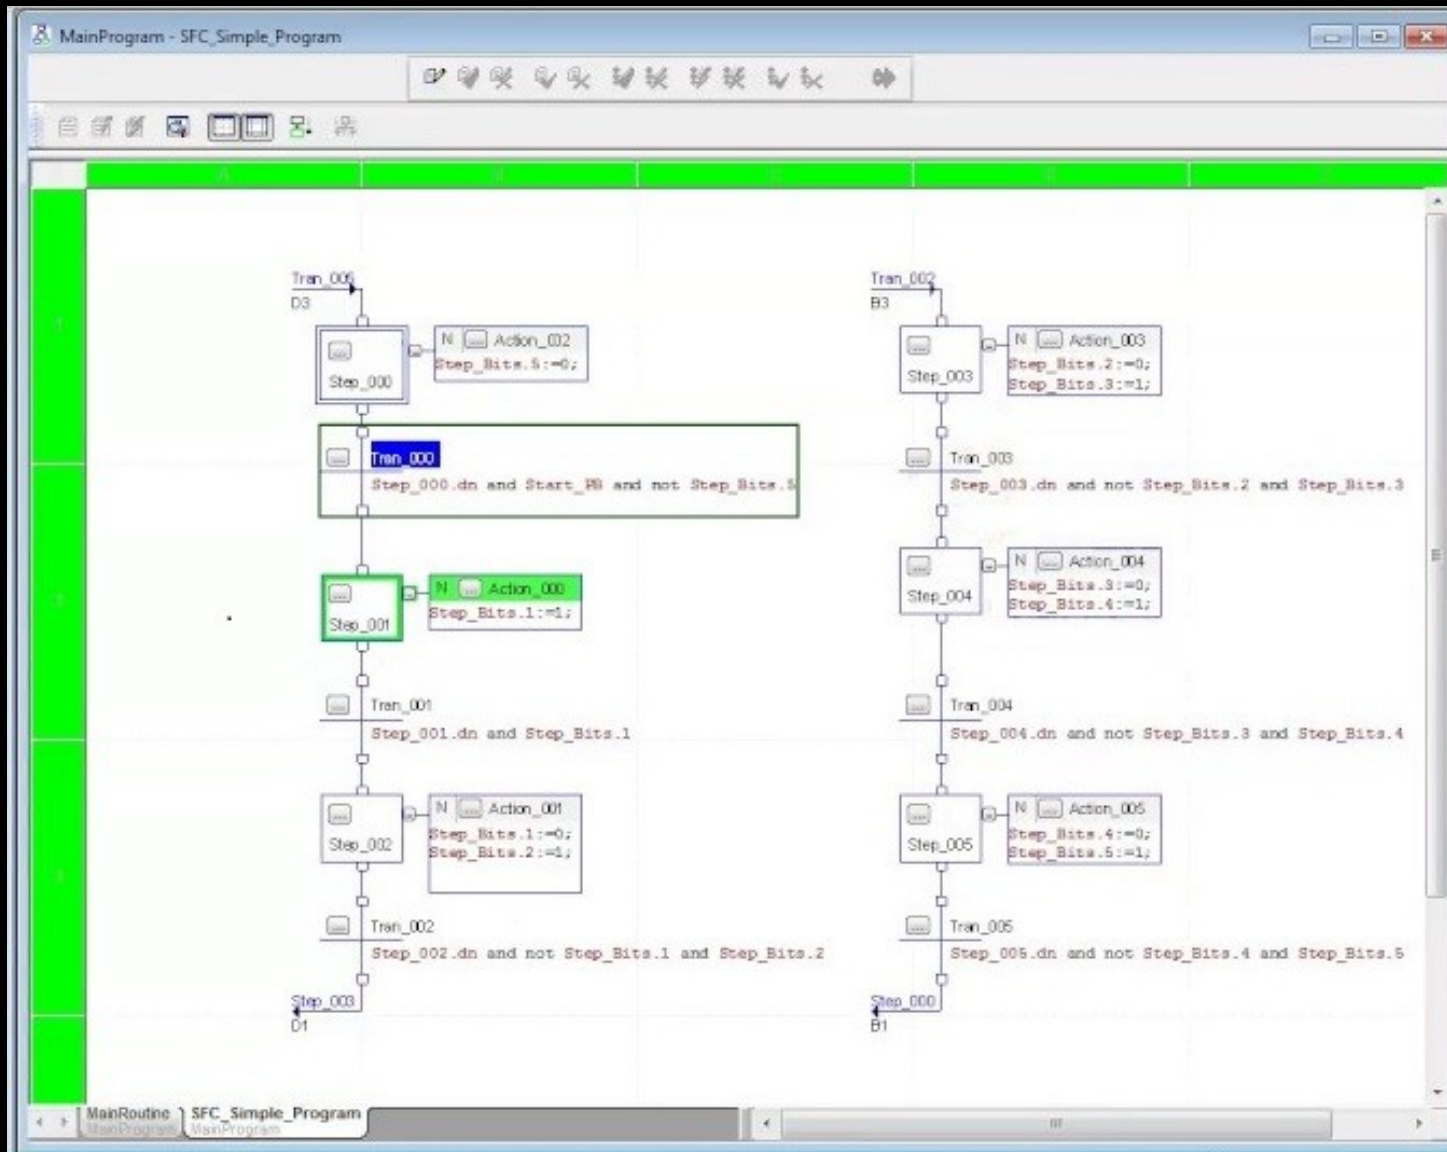 MainProgram - SFC_Simple_Program
Tran_005
D3
N Action_002
Step_Bits.5:=0;
Step_000
Tran_000
Step_000.dn and Start_PB and not Step_Bits.5
N Action_000
Step_Bits.1:=1;
Step_001
Tran_001
Step_001.dn and Step_Bits.1
N Action_001
Step_Bits.1:=0;
Step_Bits.2:=1;
Step_002
Tran_002
Step_002.dn and not Step_Bits.1 and Step_Bits.2
Step_003
D1
Tran_002
B3
N Action_003
Step_Bits.2:=0;
Step_Bits.3:=1;
Step_003
Tran_003
Step_003.dn and not Step_Bits.2 and Step_Bits.3
N Action_004
Step_Bits.3:=0;
Step_Bits.4:=1;
Step_004
Tran_004
Step_004.dn and not Step_Bits.3 and Step_Bits.4
N Action_005
Step_Bits.4:=0;
Step_Bits.5:=1;
Step_005
Tran_005
Step_005.dn and not Step_Bits.4 and Step_Bits.5
Step_000
B1
MainRoutine SFC_Simple_Program
MainProgram MainProgram